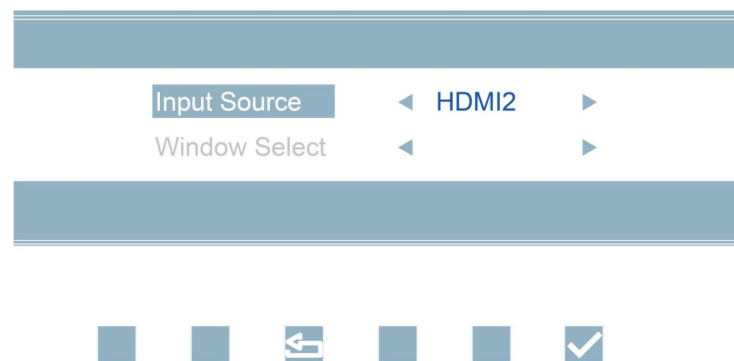 Input Source ◀ HDMI2 ▶
Window Select ◀ ▶